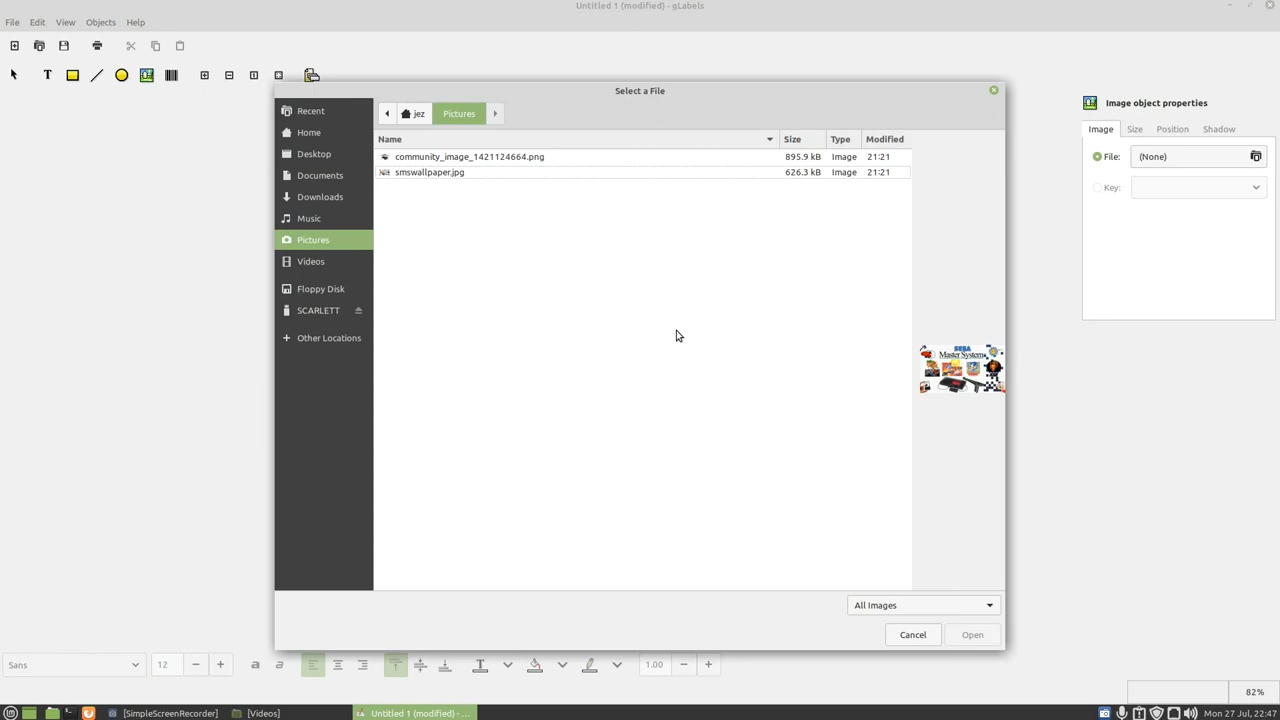 Untitled 1 (modified) - gLabels
File Edit View Objects Help
Select a File
Recent
Home
Desktop
Documents
Downloads
Music
Pictures
Videos
Floppy Disk
SCARLETT
Other Locations
jez Pictures
Name Size Type Modified
community_image_1421124664.png 895.9 kB Image 21:21
smswallpaper.jpg 626.3 kB Image 21:21
SEGA
Master System
All Images
Cancel Open
Image object properties
Image Size Position Shadow
File: (None)
Key:
Sans 12 1.00
82%
[SimpleScreenRecorder] [Videos] Untitled 1 (modified) - ... Mon 27 Jul, 22:47